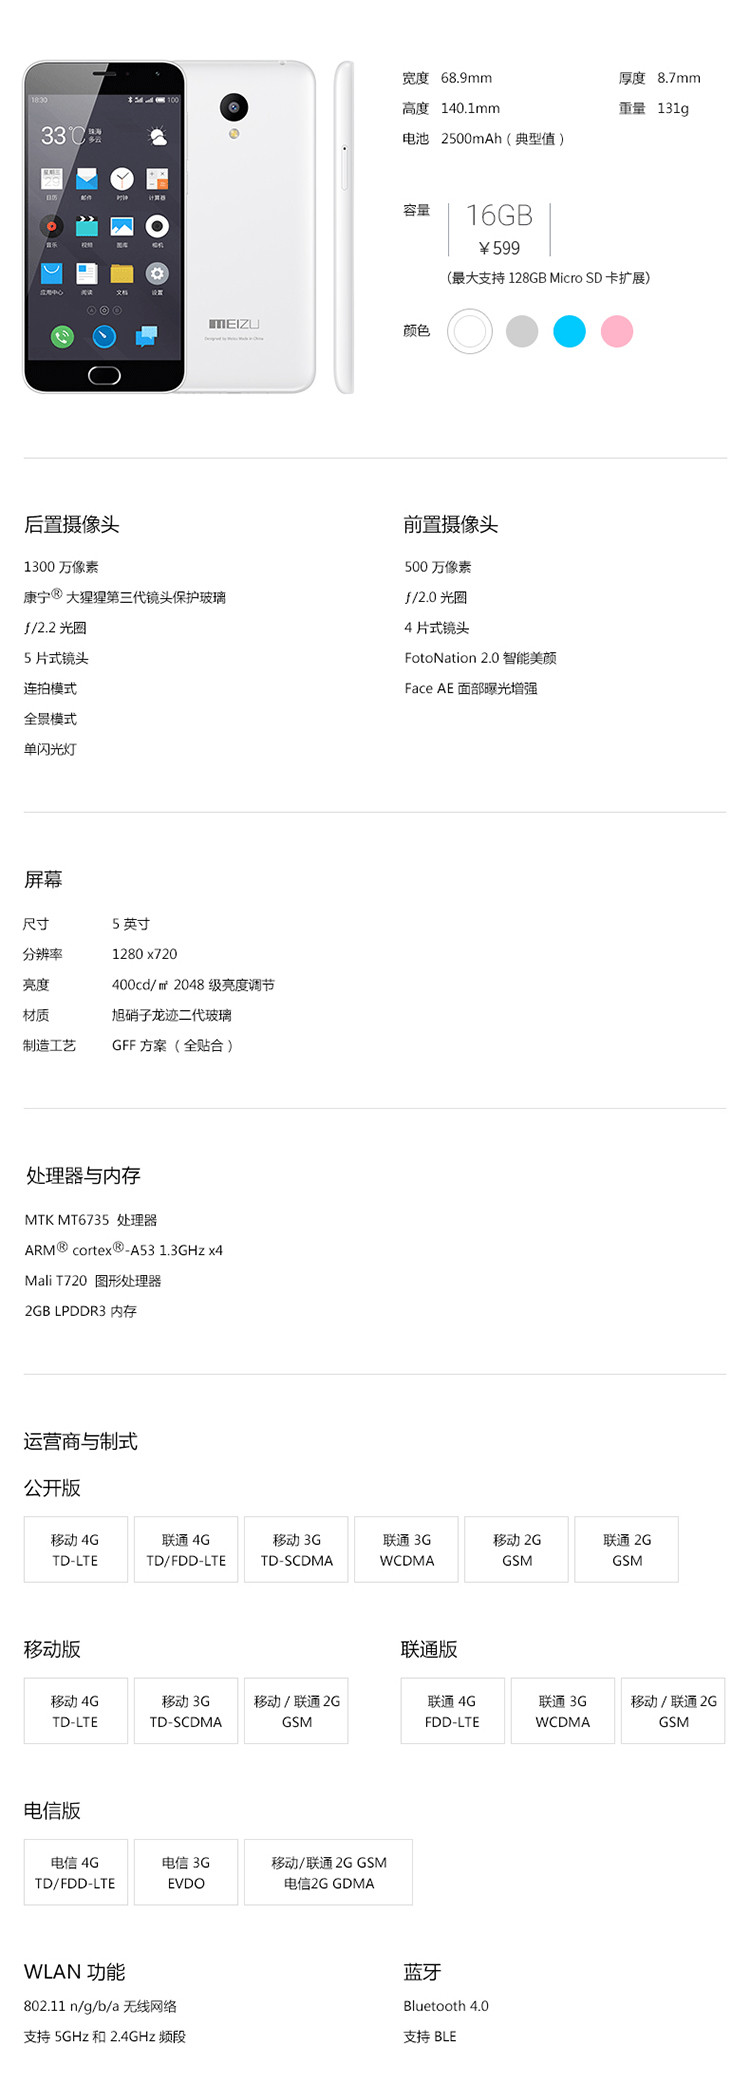 宽度 68.9mm 厚度 8.7mm
高度 140.1mm 重量 131g
电池 2500mAh（典型值）
容量 16GB
￥599
（最大支持 128GB Micro SD 卡扩展）
颜色
18:30 100
33℃ 珠海
多云
日历 邮件 时钟 计算器
音乐 视频 图库 相机
应用中心 阅读 文档 设置
MEIZU
Designed by Meizu Made in China
后置摄像头
1300 万像素
康宁® 大猩猩第三代镜头保护玻璃
ƒ/2.2 光圈
5 片式镜头
连拍模式
全景模式
单闪光灯
前置摄像头
500 万像素
ƒ/2.0 光圈
4 片式镜头
FotoNation 2.0 智能美颜
Face AE 面部曝光增强
屏幕
尺寸 5 英寸
分辨率 1280 x720
亮度 400cd/㎡ 2048 级亮度调节
材质 旭硝子龙迹二代玻璃
制造工艺 GFF 方案（全贴合）
处理器与内存
MTK MT6735 处理器
ARM® cortex®-A53 1.3GHz x4
Mali T720 图形处理器
2GB LPDDR3 内存
运营商与制式
公开版
移动 4G
TD-LTE
联通 4G
TD/FDD-LTE
移动 3G
TD-SCDMA
联通 3G
WCDMA
移动 2G
GSM
联通 2G
GSM
移动版
移动 4G
TD-LTE
移动 3G
TD-SCDMA
移动 / 联通 2G
GSM
联通版
联通 4G
FDD-LTE
联通 3G
WCDMA
移动 / 联通 2G
GSM
电信版
电信 4G
TD/FDD-LTE
电信 3G
EVDO
移动/联通 2G GSM
电信2G GDMA
WLAN 功能
802.11 n/g/b/a 无线网络
支持 5GHz 和 2.4GHz 频段
蓝牙
Bluetooth 4.0
支持 BLE